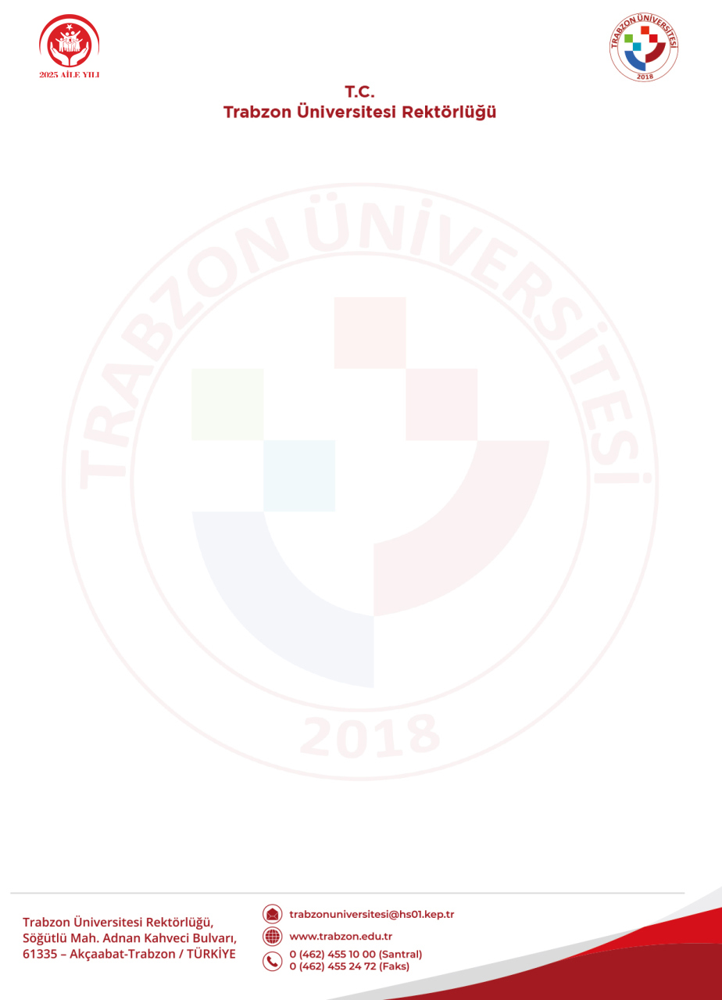 2025 AİLE YILI
TRABZON ÜNİVERSİTESİ
2018
T.C.
Trabzon Üniversitesi Rektörlüğü
TRABZON ÜNİVERSİTESİ
2018
Trabzon Üniversitesi Rektörlüğü,
Söğütlü Mah. Adnan Kahveci Bulvarı,
61335 – Akçaabat-Trabzon / TÜRKİYE
trabzonuniversitesi@hs01.kep.tr
www.trabzon.edu.tr
0 (462) 455 10 00 (Santral)
0 (462) 455 24 72 (Faks)